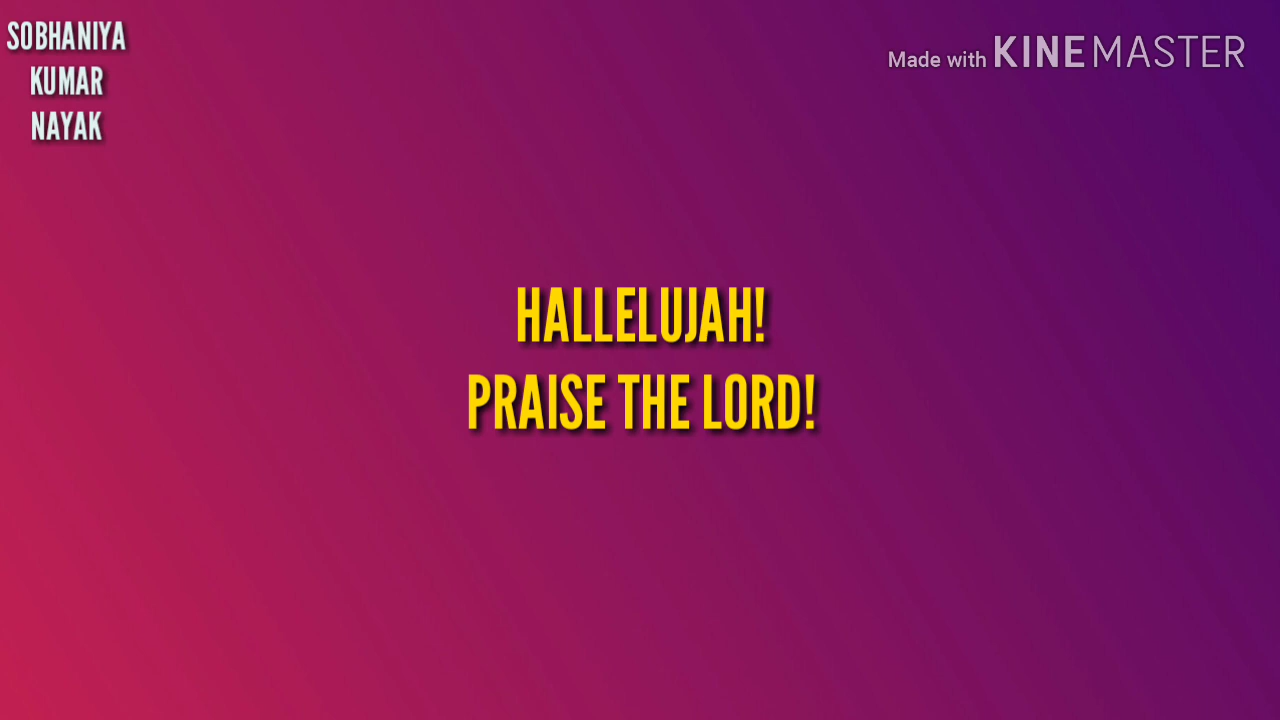 SOBHANIYA
KUMAR
NAYAK
Made with KINEMASTER
HALLELUJAH!
PRAISE THE LORD!